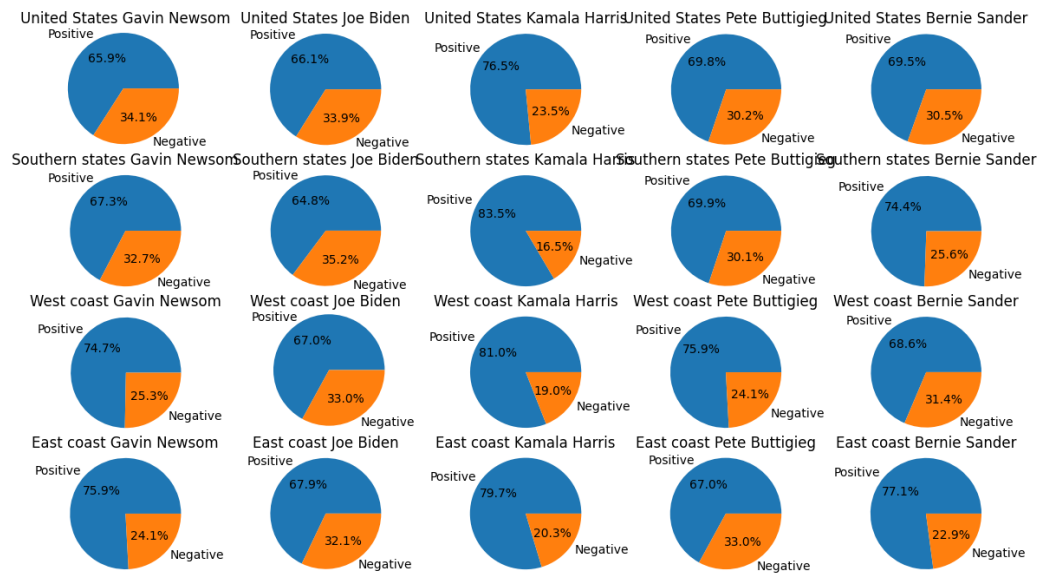 United States Gavin Newsom
United States Joe Biden
United States Kamala Harris
United States Pete Buttigieg
United States Bernie Sander
Positive
65.9%
34.1%
Negative
Positive
66.1%
33.9%
Negative
Positive
76.5%
23.5%
Negative
Positive
69.8%
30.2%
Negative
Positive
69.5%
30.5%
Negative
Southern states Gavin Newsom
Southern states Joe Biden
Southern states Kamala Harris
Southern states Pete Buttigieg
Southern states Bernie Sander
Positive
67.3%
32.7%
Negative
Positive
64.8%
35.2%
Negative
Positive
83.5%
16.5%
Negative
Positive
69.9%
30.1%
Negative
Positive
74.4%
25.6%
Negative
West coast Gavin Newsom
West coast Joe Biden
West coast Kamala Harris
West coast Pete Buttigieg
West coast Bernie Sander
Positive
74.7%
25.3%
Negative
Positive
67.0%
33.0%
Negative
Positive
81.0%
19.0%
Negative
Positive
75.9%
24.1%
Negative
Positive
68.6%
31.4%
Negative
East coast Gavin Newsom
East coast Joe Biden
East coast Kamala Harris
East coast Pete Buttigieg
East coast Bernie Sander
Positive
75.9%
24.1%
Negative
Positive
67.9%
32.1%
Negative
Positive
79.7%
20.3%
Negative
Positive
67.0%
33.0%
Negative
Positive
77.1%
22.9%
Negative